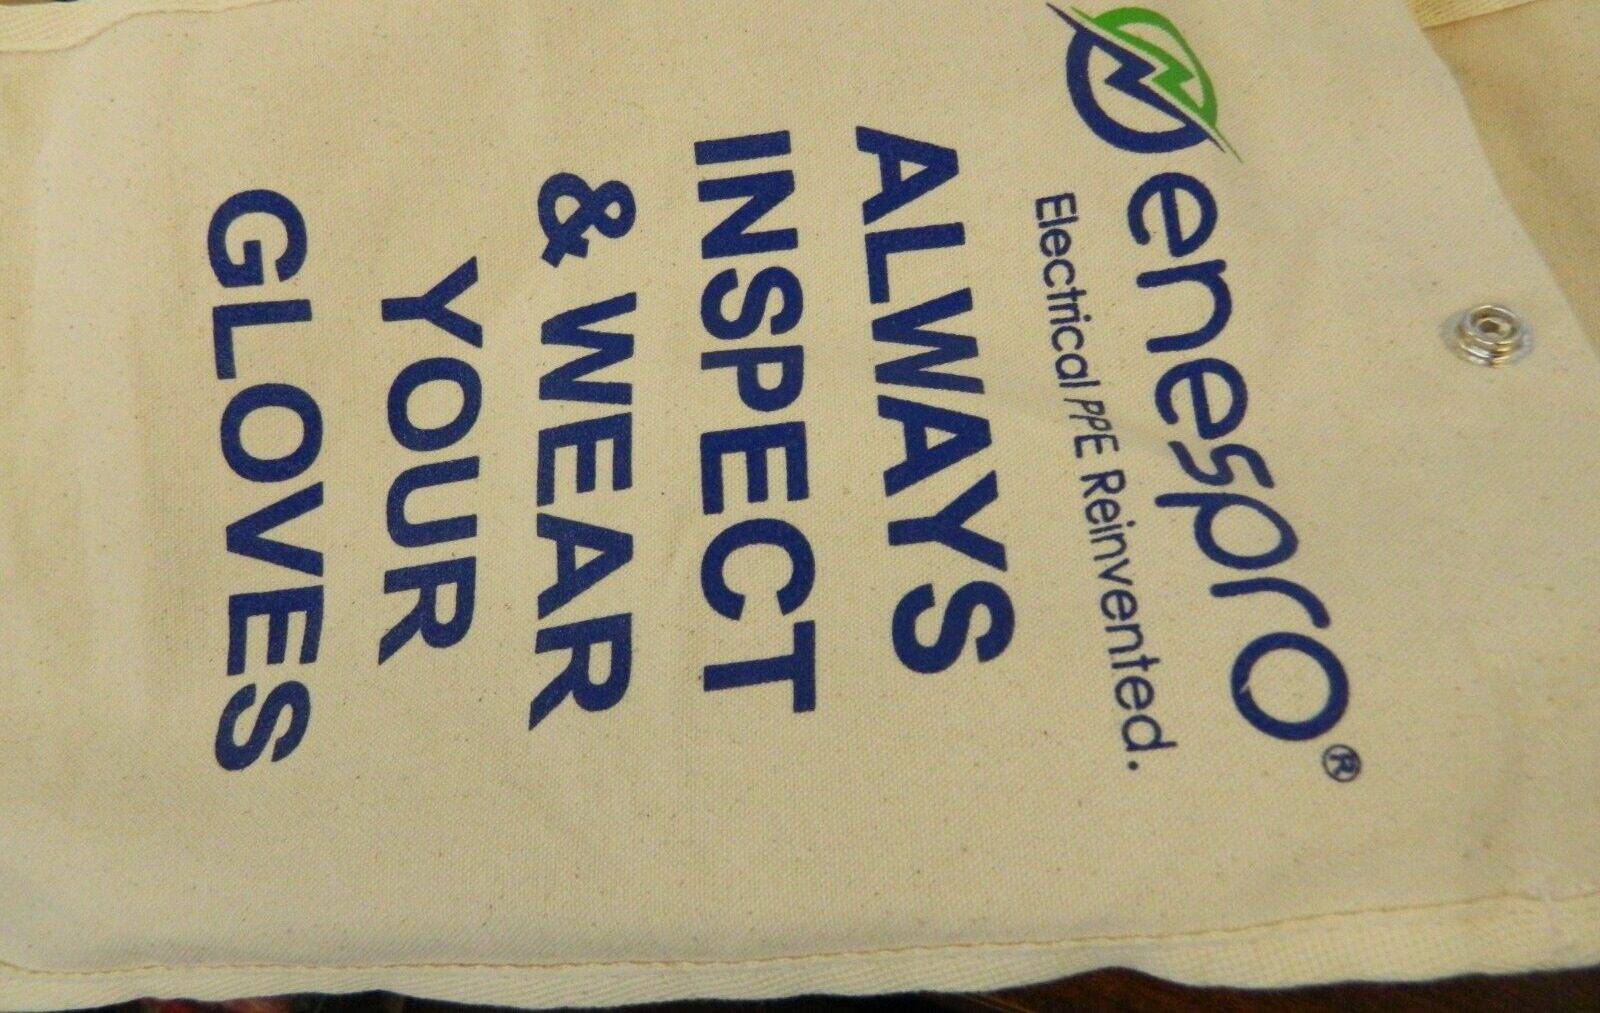 enespro®
Electrical PPE Reinvented.
ALWAYS
INSPECT
& WEAR
YOUR
GLOVES